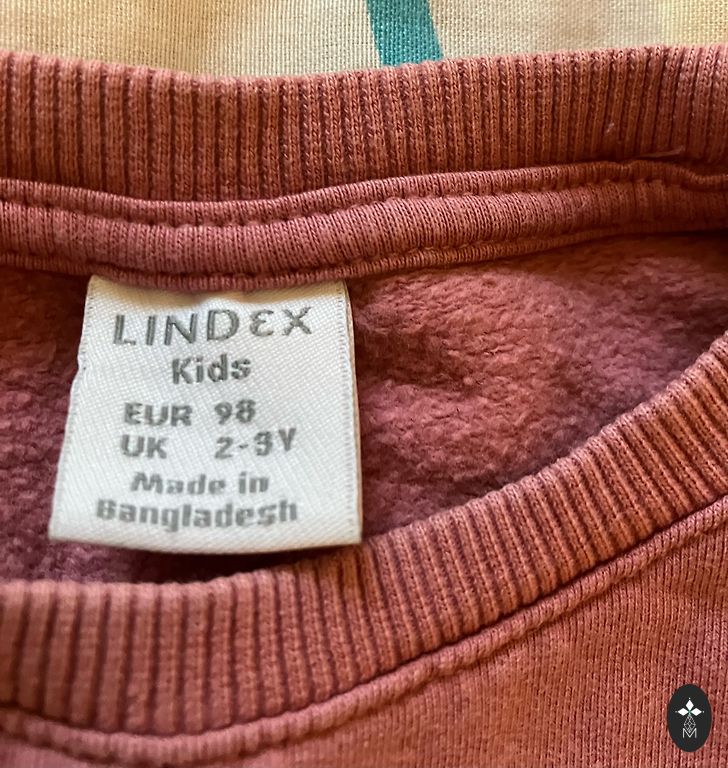 LINDEX
Kids
EUR 98
UK 2-3Y
Made in
Bangladesh
M